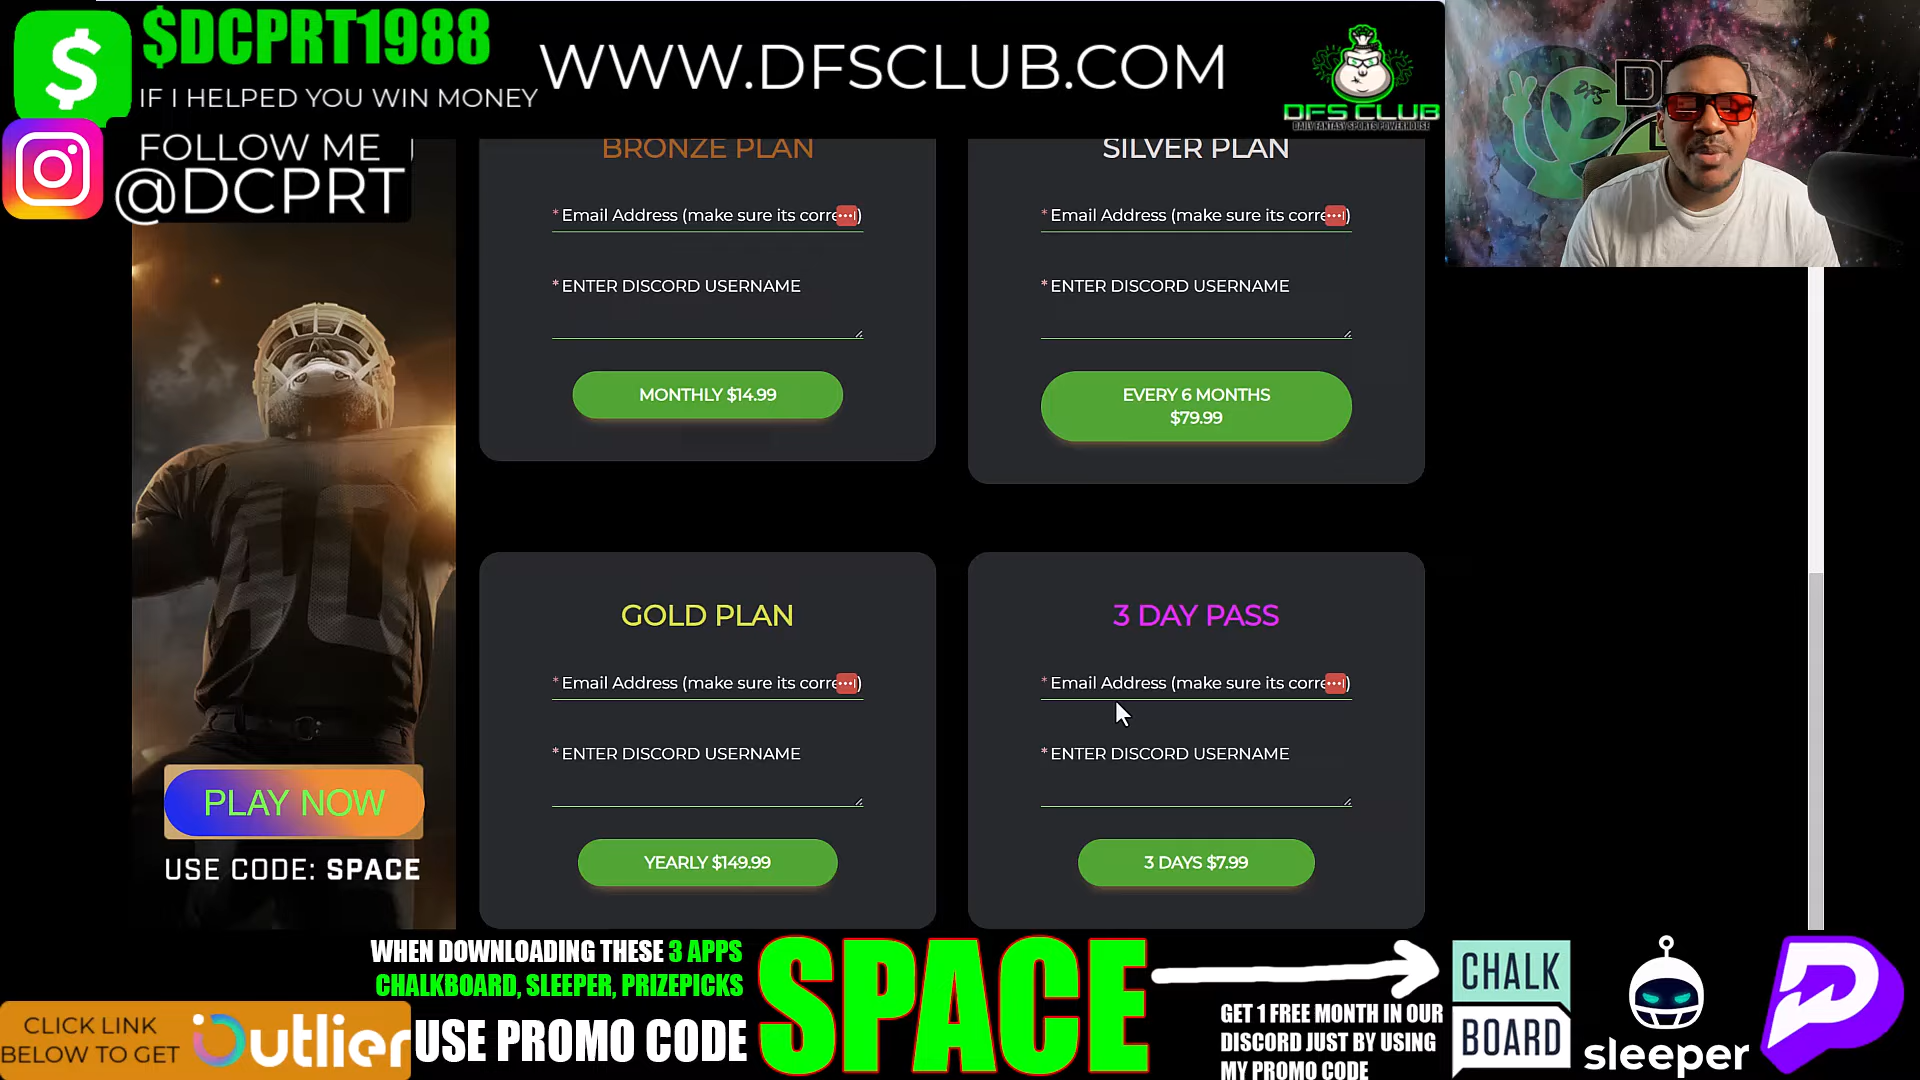 $DCPRT1988
IF I HELPED YOU WIN MONEY
WWW.DFSCLUB.COM
DFS CLUB
DAILY FANTASY SPORTS POWERHOUSE
FOLLOW ME
@DCPRT
BRONZE PLAN
* Email Address (make sure its corre
* ENTER DISCORD USERNAME
MONTHLY $14.99
SILVER PLAN
* Email Address (make sure its corre
* ENTER DISCORD USERNAME
EVERY 6 MONTHS
$79.99
GOLD PLAN
* Email Address (make sure its corre
* ENTER DISCORD USERNAME
YEARLY $149.99
3 DAY PASS
* Email Address (make sure its corre
* ENTER DISCORD USERNAME
3 DAYS $7.99
PLAY NOW
USE CODE: SPACE
WHEN DOWNLOADING THESE 3 APPS
CHALKBOARD, SLEEPER, PRIZEPICKS
USE PROMO CODE
SPACE
CLICK LINK
BELOW TO GET
Outlier
GET 1 FREE MONTH IN OUR
DISCORD JUST BY USING
MY PROMO CODE
CHALK
BOARD
sleeper